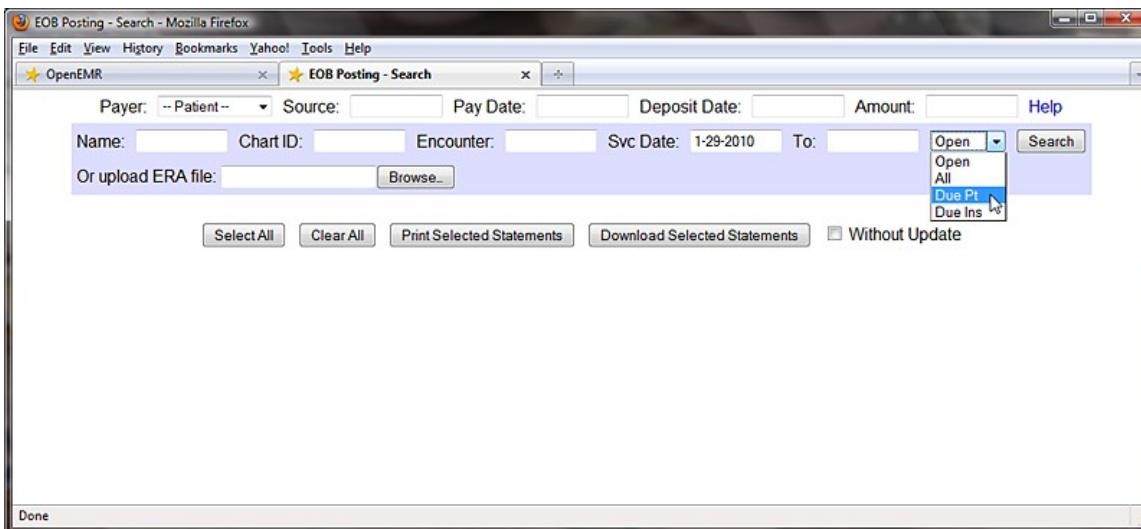 EOB Posting - Search - Mozilla Firefox
File Edit View History Bookmarks Yahoo! Tools Help
OpenEMR EOB Posting - Search
Payer: -- Patient -- Source: Pay Date: Deposit Date: Amount: Help
Name: Chart ID: Encounter: Svc Date: 1-29-2010 To: Open Search
Open
All
Or upload ERA file: Browse... Due Pt
Due Ins
Select All Clear All Print Selected Statements Download Selected Statements Without Update
Done